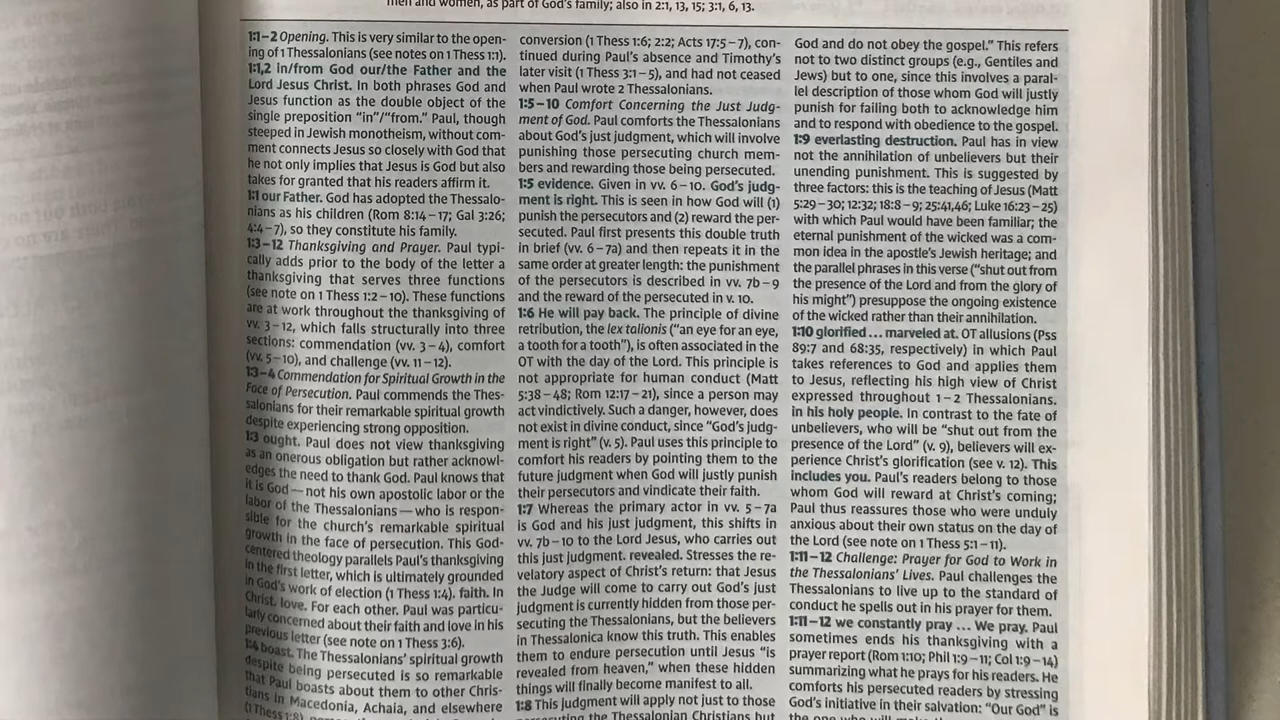 men and women, as part of God's family; also in 2:1, 13, 15; 3:1, 6, 13.
1:1–2 Opening. This is very similar to the open-
ing of 1 Thessalonians (see notes on 1 Thess 1:1).
1:1,2 in/from God our/the Father and the
Lord Jesus Christ. In both phrases God and
Jesus function as the double object of the
single preposition "in"/"from." Paul, though
steeped in Jewish monotheism, without com-
ment connects Jesus so closely with God that
he not only implies that Jesus is God but also
takes for granted that his readers affirm it.
1:1 our Father. God has adopted the Thessalo-
nians as his children (Rom 8:14–17; Gal 3:26;
4:4–7), so they constitute his family.
1:3–12 Thanksgiving and Prayer. Paul typi-
cally adds prior to the body of the letter a
thanksgiving that serves three functions
(see note on 1 Thess 1:2–10). These functions
are at work throughout the thanksgiving of
vv. 3–12, which falls structurally into three
sections: commendation (vv. 3–4), comfort
(vv. 5–10), and challenge (vv. 11–12).
1:3–4 Commendation for Spiritual Growth in the
Face of Persecution. Paul commends the Thes-
salonians for their remarkable spiritual growth
despite experiencing strong opposition.
1:3 ought. Paul does not view thanksgiving
as an onerous obligation but rather acknowl-
edges the need to thank God. Paul knows that
it is God—not his own apostolic labor or the
labor of the Thessalonians—who is respon-
sible for the church's remarkable spiritual
growth in the face of persecution. This God-
centered theology parallels Paul's thanksgiving
in the first letter, which is ultimately grounded
in God's work of election (1 Thess 1:4). faith. In
Christ. love. For each other. Paul was particu-
larly concerned about their faith and love in his
previous letter (see note on 1 Thess 3:6).
1:4 boast. The Thessalonians' spiritual growth
despite being persecuted is so remarkable
that Paul boasts about them to other Chris-
tians in Macedonia, Achaia, and elsewhere
(1 Thess 1:8)
conversion (1 Thess 1:6; 2:2; Acts 17:5–7), con-
tinued during Paul's absence and Timothy's
later visit (1 Thess 3:1–5), and had not ceased
when Paul wrote 2 Thessalonians.
1:5–10 Comfort Concerning the Just Judg-
ment of God. Paul comforts the Thessalonians
about God's just judgment, which will involve
punishing those persecuting church mem-
bers and rewarding those being persecuted.
1:5 evidence. Given in vv. 6–10. God's judg-
ment is right. This is seen in how God will (1)
punish the persecutors and (2) reward the per-
secuted. Paul first presents this double truth
in brief (vv. 6–7a) and then repeats it in the
same order at greater length: the punishment
of the persecutors is described in vv. 7b–9
and the reward of the persecuted in v. 10.
1:6 He will pay back. The principle of divine
retribution, the lex talionis ("an eye for an eye,
a tooth for a tooth"), is often associated in the
OT with the day of the Lord. This principle is
not appropriate for human conduct (Matt
5:38–48; Rom 12:17–21), since a person may
act vindictively. Such a danger, however, does
not exist in divine conduct, since "God's judg-
ment is right" (v. 5). Paul uses this principle to
comfort his readers by pointing them to the
future judgment when God will justly punish
their persecutors and vindicate their faith.
1:7 Whereas the primary actor in vv. 5–7a
is God and his just judgment, this shifts in
vv. 7b–10 to the Lord Jesus, who carries out
this just judgment. revealed. Stresses the re-
velatory aspect of Christ's return: that Jesus
the Judge will come to carry out God's just
judgment is currently hidden from those per-
secuting the Thessalonians, but the believers
in Thessalonica know this truth. This enables
them to endure persecution until Jesus "is
revealed from heaven," when these hidden
things will finally become manifest to all.
1:8 This judgment will apply not just to those
persecuting the Thessalonian Christians but
God and do not obey the gospel." This refers
not to two distinct groups (e.g., Gentiles and
Jews) but to one, since this involves a paral-
lel description of those whom God will justly
punish for failing both to acknowledge him
and to respond with obedience to the gospel.
1:9 everlasting destruction. Paul has in view
not the annihilation of unbelievers but their
unending punishment. This is suggested by
three factors: this is the teaching of Jesus (Matt
5:29–30; 12:32; 18:8–9; 25:41,46; Luke 16:23–25)
with which Paul would have been familiar; the
eternal punishment of the wicked was a com-
mon idea in the apostle's Jewish heritage; and
the parallel phrases in this verse ("shut out from
the presence of the Lord and from the glory of
his might") presuppose the ongoing existence
of the wicked rather than their annihilation.
1:10 glorified ... marveled at. OT allusions (Pss
89:7 and 68:35, respectively) in which Paul
takes references to God and applies them
to Jesus, reflecting his high view of Christ
expressed throughout 1–2 Thessalonians.
in his holy people. In contrast to the fate of
unbelievers, who will be "shut out from the
presence of the Lord" (v. 9), believers will ex-
perience Christ's glorification (see v. 12). This
includes you. Paul's readers belong to those
whom God will reward at Christ's coming;
Paul thus reassures those who were unduly
anxious about their own status on the day of
the Lord (see note on 1 Thess 5:1–11).
1:11–12 Challenge: Prayer for God to Work in
the Thessalonians' Lives. Paul challenges the
Thessalonians to live up to the standard of
conduct he spells out in his prayer for them.
1:11–12 we constantly pray ... We pray. Paul
sometimes ends his thanksgiving with a
prayer report (Rom 1:10; Phil 1:9–11; Col 1:9–14)
summarizing what he prays for his readers. He
comforts his persecuted readers by stressing
God's initiative in their salvation: "Our God" is
the one who will make